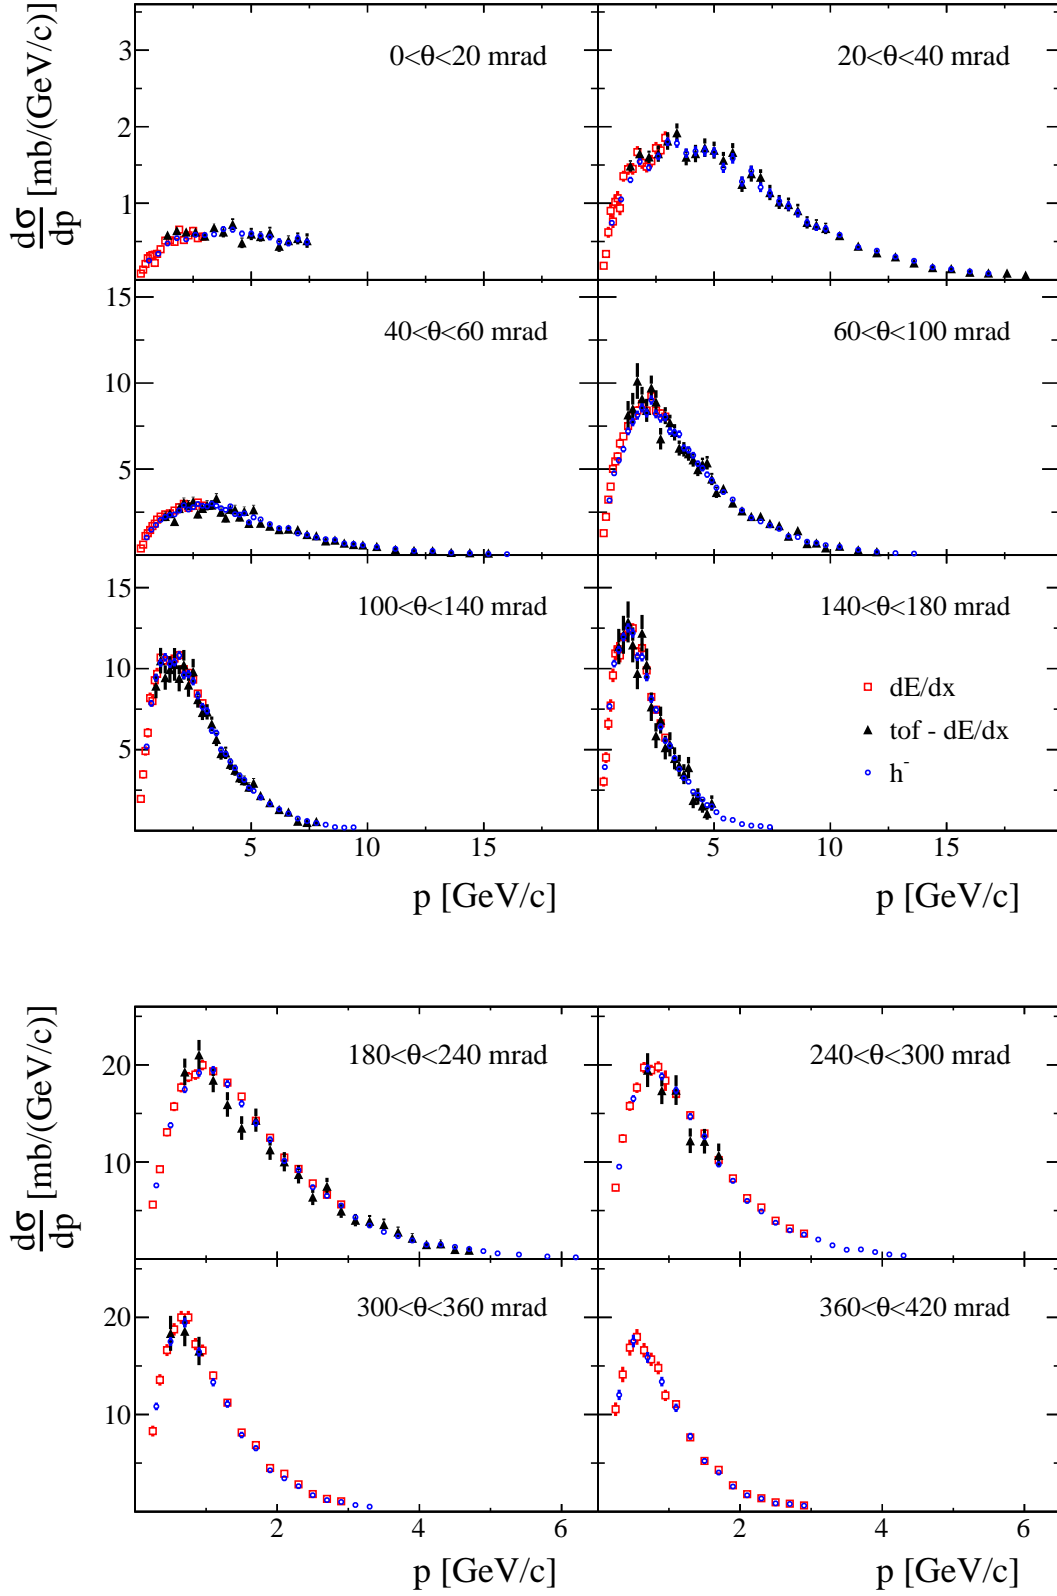 dσ/dp [mb/(GeV/c)]
0<θ<20 mrad
20<θ<40 mrad
3
2
1
40<θ<60 mrad
60<θ<100 mrad
15
10
5
100<θ<140 mrad
140<θ<180 mrad
15
10
5
dE/dx
tof - dE/dx
h⁻
5 10 15
5 10 15
p [GeV/c]
p [GeV/c]
dσ/dp [mb/(GeV/c)]
180<θ<240 mrad
240<θ<300 mrad
20
10
300<θ<360 mrad
360<θ<420 mrad
20
10
2 4 6
2 4 6
p [GeV/c]
p [GeV/c]